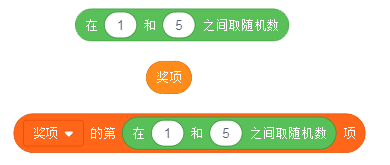 在 1 和 5 之间取随机数
奖项
奖项 的第 在 1 和 5 之间取随机数 项